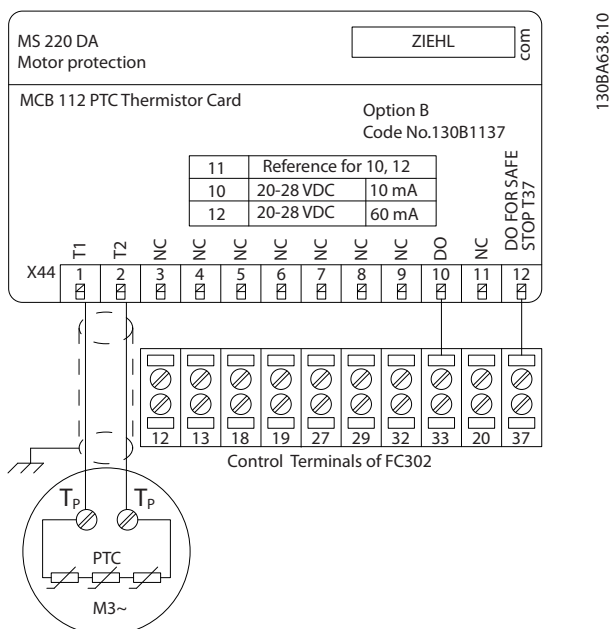 130BA638.10
MS 220 DA
Motor protection
ZIEHL
com
MCB 112 PTC Thermistor Card
Option B
Code No.130B1137
11 Reference for 10, 12
10 20-28 VDC 10 mA
12 20-28 VDC 60 mA
T1 T2 NC NC NC NC NC NC NC DO NC DO FOR SAFE
STOP T37
X44 1 2 3 4 5 6 7 8 9 10 11 12
12 13 18 19 27 29 32 33 20 37
Control Terminals of FC302
TP TP
PTC
M3~